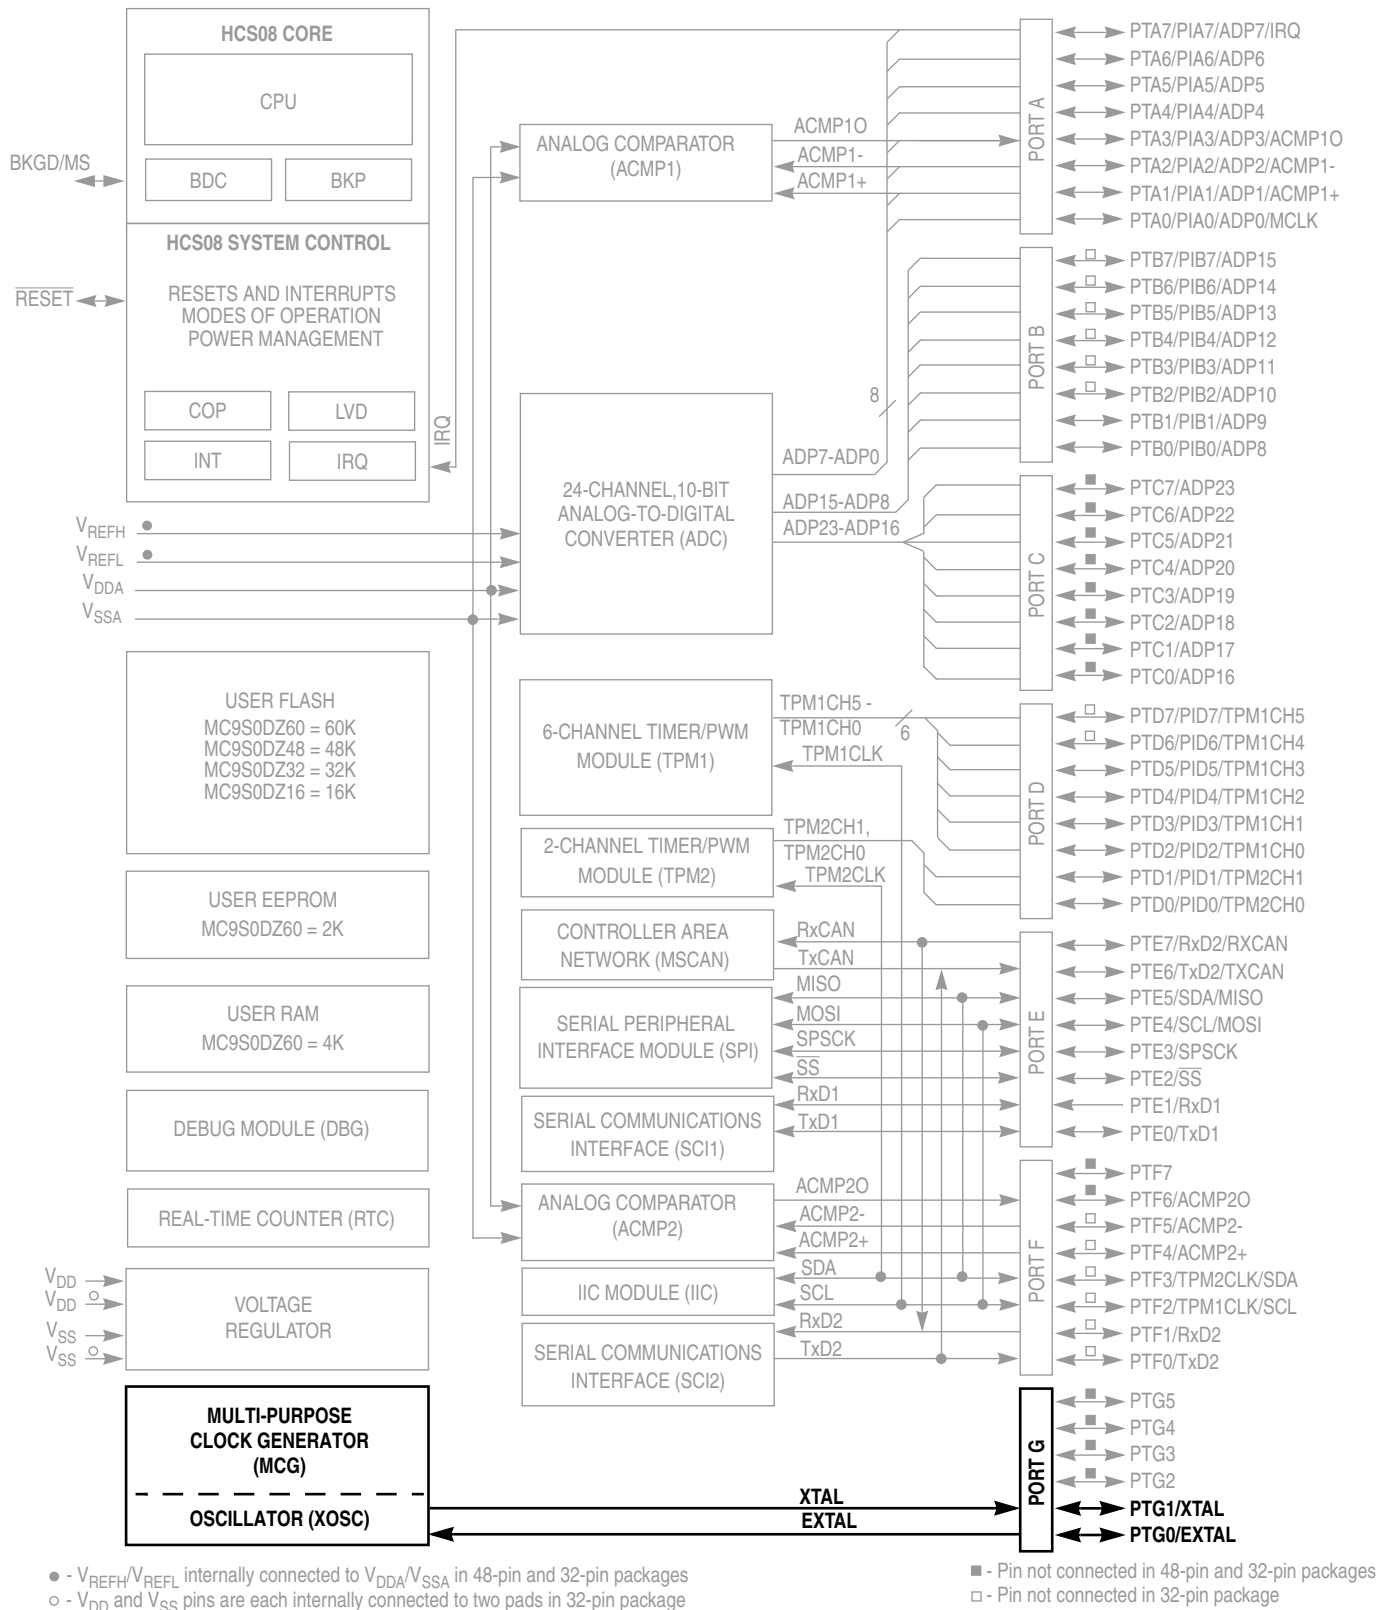 HCS08 CORE
CPU
BDC
BKP
BKGD/MS
HCS08 SYSTEM CONTROL
RESET
RESETS AND INTERRUPTS
MODES OF OPERATION
POWER MANAGEMENT
COP
LVD
INT
IRQ
IRQ
VREFH
VREFL
VDDA
VSSA
USER FLASH
MC9S0DZ60 = 60K
MC9S0DZ48 = 48K
MC9S0DZ32 = 32K
MC9S0DZ16 = 16K
USER EEPROM
MC9S0DZ60 = 2K
USER RAM
MC9S0DZ60 = 4K
DEBUG MODULE (DBG)
REAL-TIME COUNTER (RTC)
VDD
VDD
VSS
VSS
VOLTAGE
REGULATOR
MULTI-PURPOSE
CLOCK GENERATOR
(MCG)
OSCILLATOR (XOSC)
ANALOG COMPARATOR
(ACMP1)
ACMP1O
ACMP1-
ACMP1+
24-CHANNEL,10-BIT
ANALOG-TO-DIGITAL
CONVERTER (ADC)
8
ADP7-ADP0
ADP15-ADP8
ADP23-ADP16
6-CHANNEL TIMER/PWM
MODULE (TPM1)
TPM1CH5 -
TPM1CH0
6
TPM1CLK
2-CHANNEL TIMER/PWM
MODULE (TPM2)
TPM2CH1,
TPM2CH0
TPM2CLK
CONTROLLER AREA
NETWORK (MSCAN)
RxCAN
TxCAN
SERIAL PERIPHERAL
INTERFACE MODULE (SPI)
MISO
MOSI
SPSCK
SS
SERIAL COMMUNICATIONS
INTERFACE (SCI1)
RxD1
TxD1
ANALOG COMPARATOR
(ACMP2)
ACMP2O
ACMP2-
ACMP2+
IIC MODULE (IIC)
SDA
SCL
SERIAL COMMUNICATIONS
INTERFACE (SCI2)
RxD2
TxD2
XTAL
EXTAL
PORT A
PTA7/PIA7/ADP7/IRQ
PTA6/PIA6/ADP6
PTA5/PIA5/ADP5
PTA4/PIA4/ADP4
PTA3/PIA3/ADP3/ACMP1O
PTA2/PIA2/ADP2/ACMP1-
PTA1/PIA1/ADP1/ACMP1+
PTA0/PIA0/ADP0/MCLK
PORT B
PTB7/PIB7/ADP15
PTB6/PIB6/ADP14
PTB5/PIB5/ADP13
PTB4/PIB4/ADP12
PTB3/PIB3/ADP11
PTB2/PIB2/ADP10
PTB1/PIB1/ADP9
PTB0/PIB0/ADP8
PORT C
PTC7/ADP23
PTC6/ADP22
PTC5/ADP21
PTC4/ADP20
PTC3/ADP19
PTC2/ADP18
PTC1/ADP17
PTC0/ADP16
PORT D
PTD7/PID7/TPM1CH5
PTD6/PID6/TPM1CH4
PTD5/PID5/TPM1CH3
PTD4/PID4/TPM1CH2
PTD3/PID3/TPM1CH1
PTD2/PID2/TPM1CH0
PTD1/PID1/TPM2CH1
PTD0/PID0/TPM2CH0
PORT E
PTE7/RxD2/RXCAN
PTE6/TxD2/TXCAN
PTE5/SDA/MISO
PTE4/SCL/MOSI
PTE3/SPSCK
PTE2/SS
PTE1/RxD1
PTE0/TxD1
PORT F
PTF7
PTF6/ACMP2O
PTF5/ACMP2-
PTF4/ACMP2+
PTF3/TPM2CLK/SDA
PTF2/TPM1CLK/SCL
PTF1/RxD2
PTF0/TxD2
PORT G
PTG5
PTG4
PTG3
PTG2
PTG1/XTAL
PTG0/EXTAL
● - VREFH/VREFL internally connected to VDDA/VSSA in 48-pin and 32-pin packages
○ - VDD and VSS pins are each internally connected to two pads in 32-pin package
■ - Pin not connected in 48-pin and 32-pin packages
□ - Pin not connected in 32-pin package